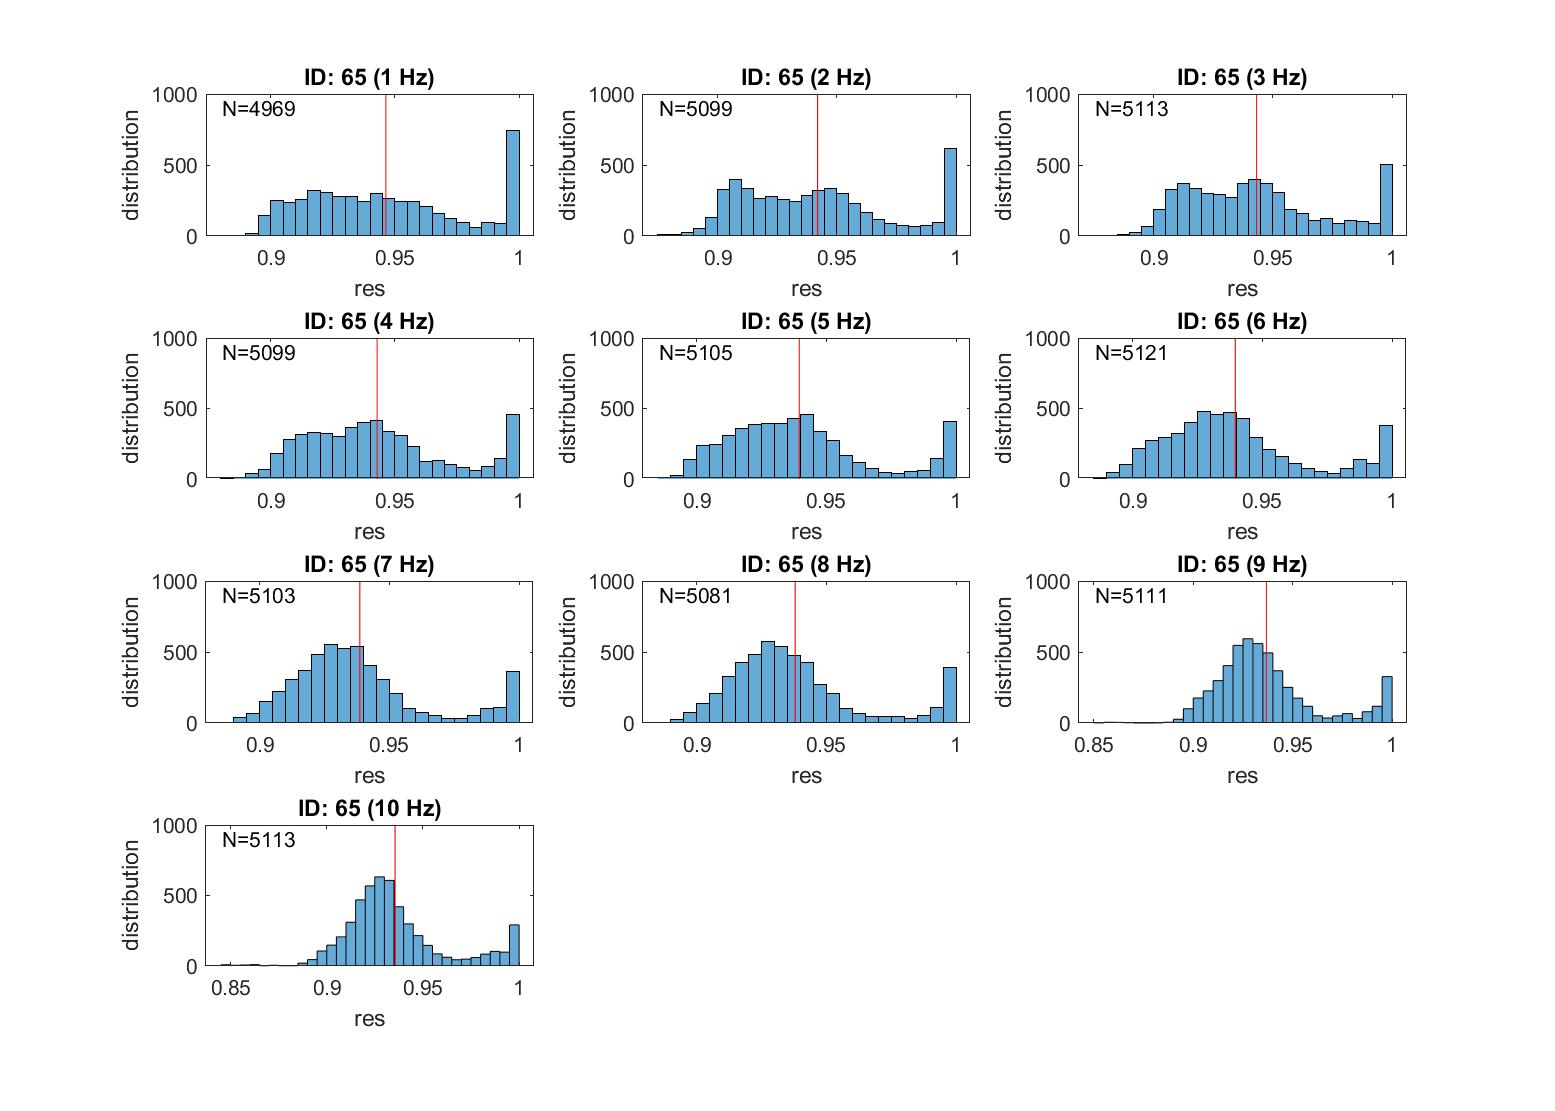 ID: 65 (1 Hz)
N=4969
distribution
1000
500
0
0.9 0.95 1
res
ID: 65 (2 Hz)
N=5099
distribution
1000
500
0
0.9 0.95 1
res
ID: 65 (3 Hz)
N=5113
distribution
1000
500
0
0.9 0.95 1
res
ID: 65 (4 Hz)
N=5099
distribution
1000
500
0
0.9 0.95 1
res
ID: 65 (5 Hz)
N=5105
distribution
1000
500
0
0.9 0.95 1
res
ID: 65 (6 Hz)
N=5121
distribution
1000
500
0
0.9 0.95 1
res
ID: 65 (7 Hz)
N=5103
distribution
1000
500
0
0.9 0.95 1
res
ID: 65 (8 Hz)
N=5081
distribution
1000
500
0
0.9 0.95 1
res
ID: 65 (9 Hz)
N=5111
distribution
1000
500
0
0.85 0.9 0.95 1
res
ID: 65 (10 Hz)
N=5113
distribution
1000
500
0
0.85 0.9 0.95 1
res